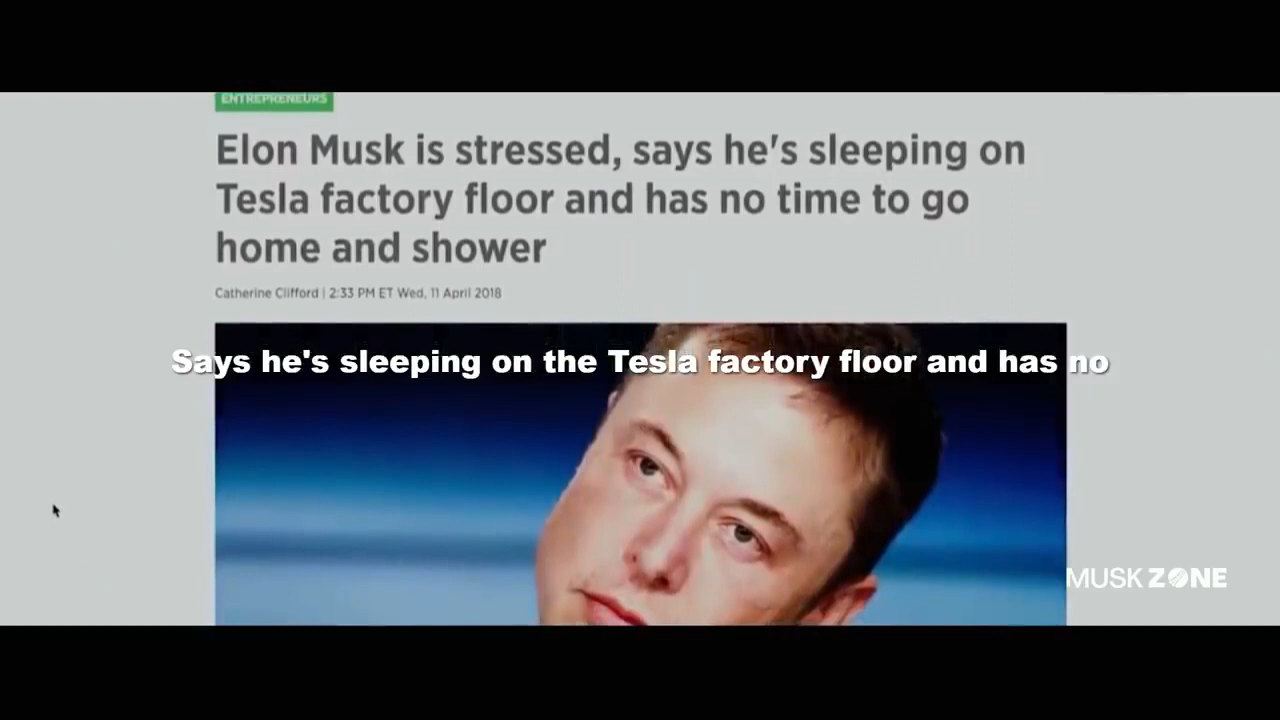 ENTREPRENEURS
Elon Musk is stressed, says he's sleeping on
Tesla factory floor and has no time to go
home and shower
Catherine Clifford | 2:33 PM ET Wed, 11 April 2018
Says he's sleeping on the Tesla factory floor and has no
MUSK ZONE